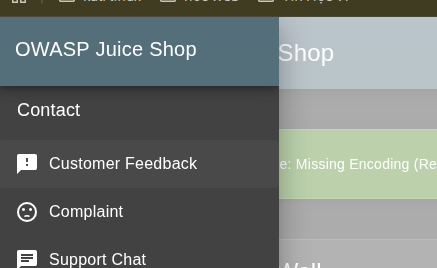 OWASP Juice Shop
Shop
Contact
e: Missing Encoding (Re
Customer Feedback
Complaint
Support Chat